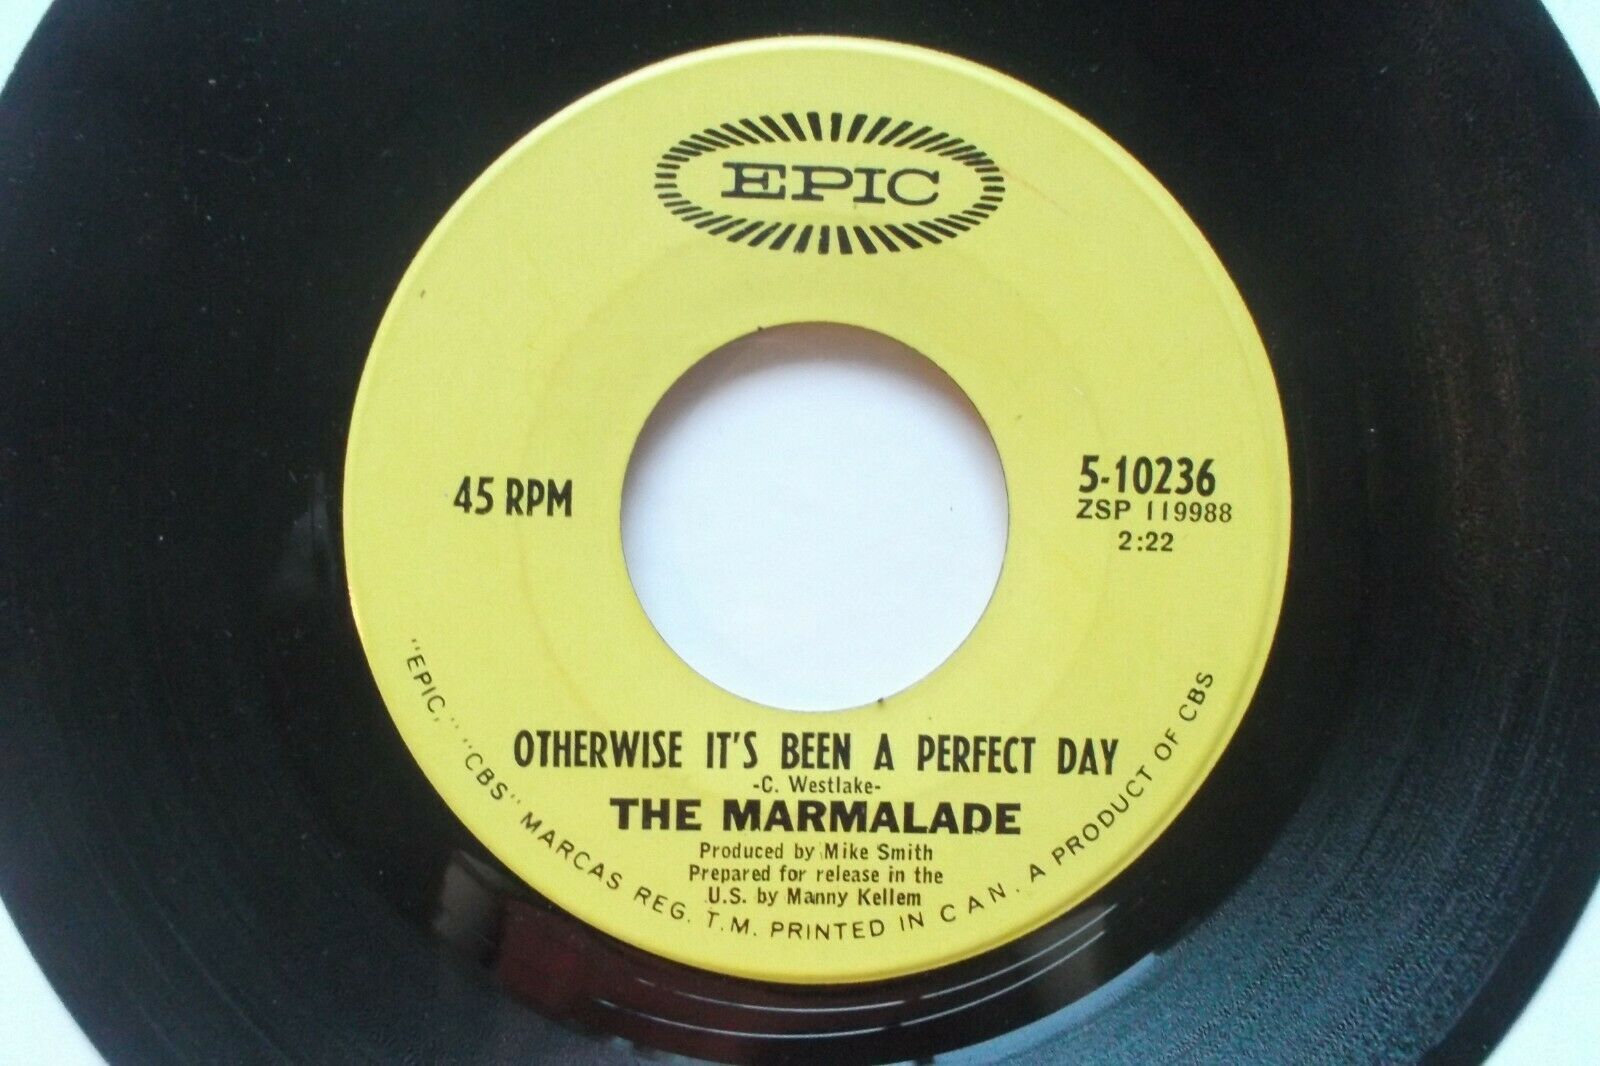 EPIC
45 RPM
5-10236
ZSP 119988
2:22
OTHERWISE IT'S BEEN A PERFECT DAY
-C. Westlake-
THE MARMALADE
Produced by Mike Smith
Prepared for release in the
U.S. by Manny Kellem
"EPIC," "CBS" MARCAS REG. T.M. PRINTED IN CAN. A PRODUCT OF CBS